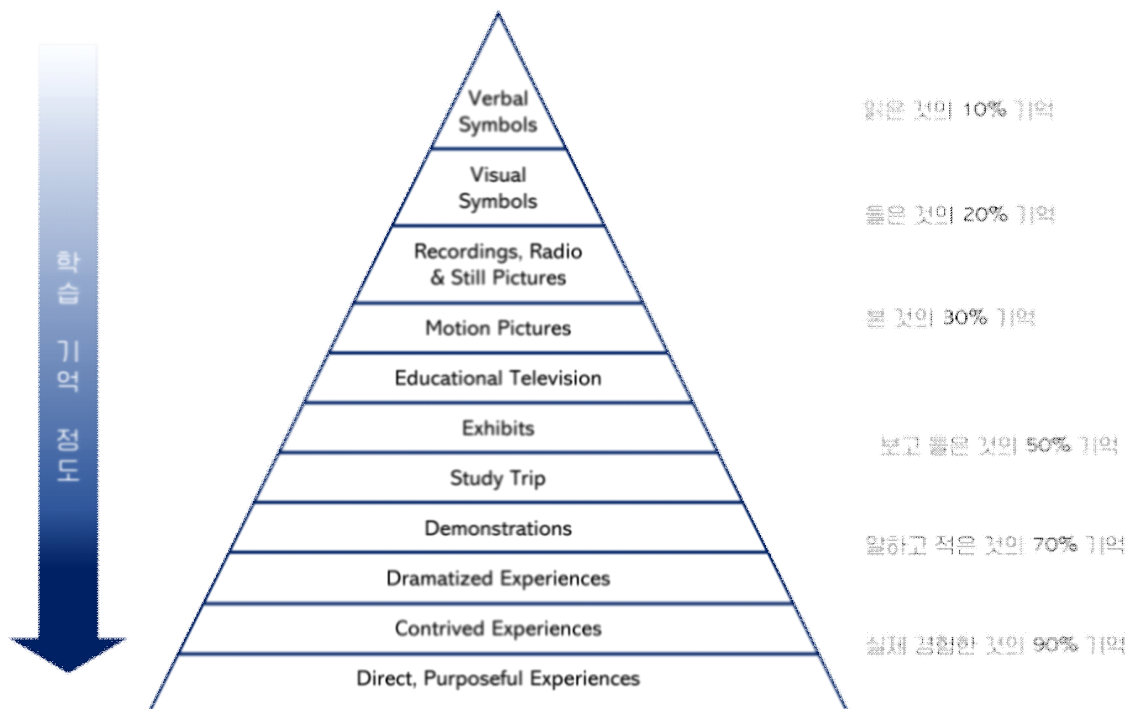 학습 기억 정도
Verbal
Symbols
Visual
Symbols
Recordings, Radio
& Still Pictures
Motion Pictures
Educational Television
Exhibits
Study Trip
Demonstrations
Dramatized Experiences
Contrived Experiences
Direct, Purposeful Experiences
읽은 것의 10% 기억
들은 것의 20% 기억
본 것의 30% 기억
보고 들은 것의 50% 기억
말하고 적은 것의 70% 기억
실제 경험한 것의 90% 기억